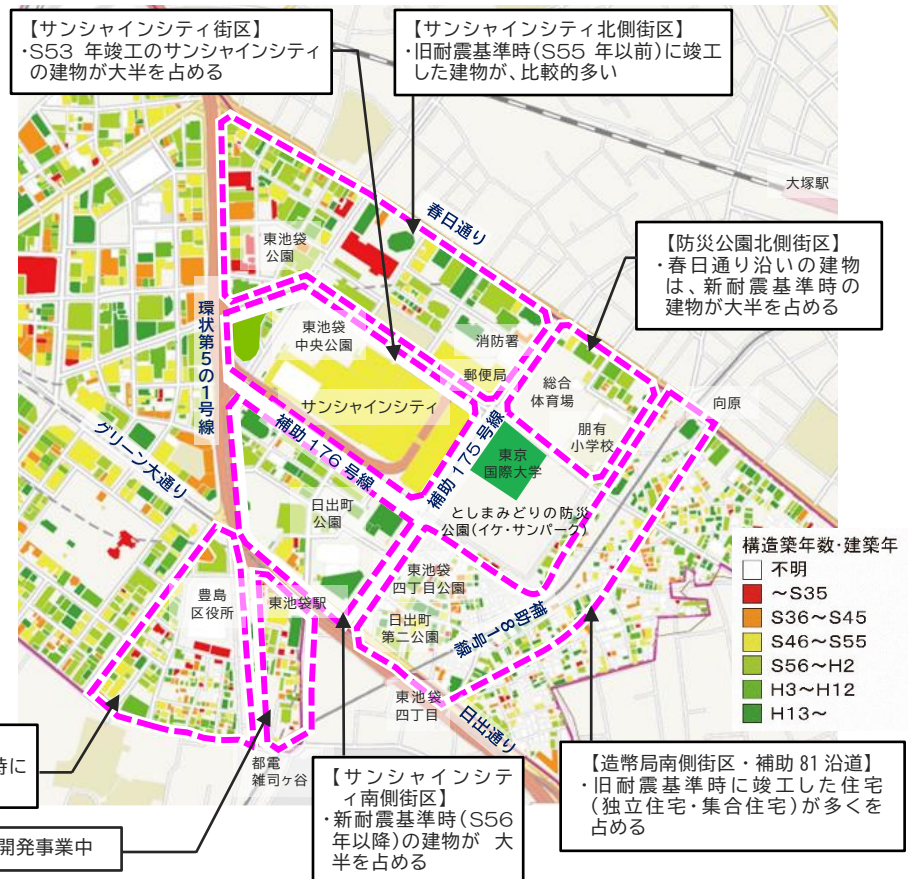 【サンシャインシティ街区】
・S53 年竣工のサンシャインシティ
の建物が大半を占める
【サンシャインシティ北側街区】
・旧耐震基準時(S55 年以前)に竣工
した建物が、比較的多い
大塚駅
春日通り
【防災公園北側街区】
・春日通り沿いの建物
は、新耐震基準時の
建物が大半を占める
東池袋
公園
環状第5の1号線
東池袋
中央公園
消防署
郵便局
総合
体育場
向原
サンシャインシティ
朋有
小学校
グリーン大通り
補助 176 号線
補助 175 号線
東京
国際大学
日出町
公園
としまみどりの防災
公園(イケ・サンパーク)
構造築年数・建築年
不明
～S35
S36～S45
S46～S55
S56～H2
H3～H12
H13～
東池袋
四丁目公園
豊島
区役所
東池袋駅
日出町
第二公園
補助81号線
東池袋
四丁目
日出通り
都電
雑司ヶ谷
時に
開発事業中
【サンシャインシテ
ィ南側街区】
・新耐震基準時(S56
年以降)の建物が 大
半を占める
【造幣局南側街区・補助 81 沿道】
・旧耐震基準時に竣工した住宅
(独立住宅・集合住宅)が多くを
占める